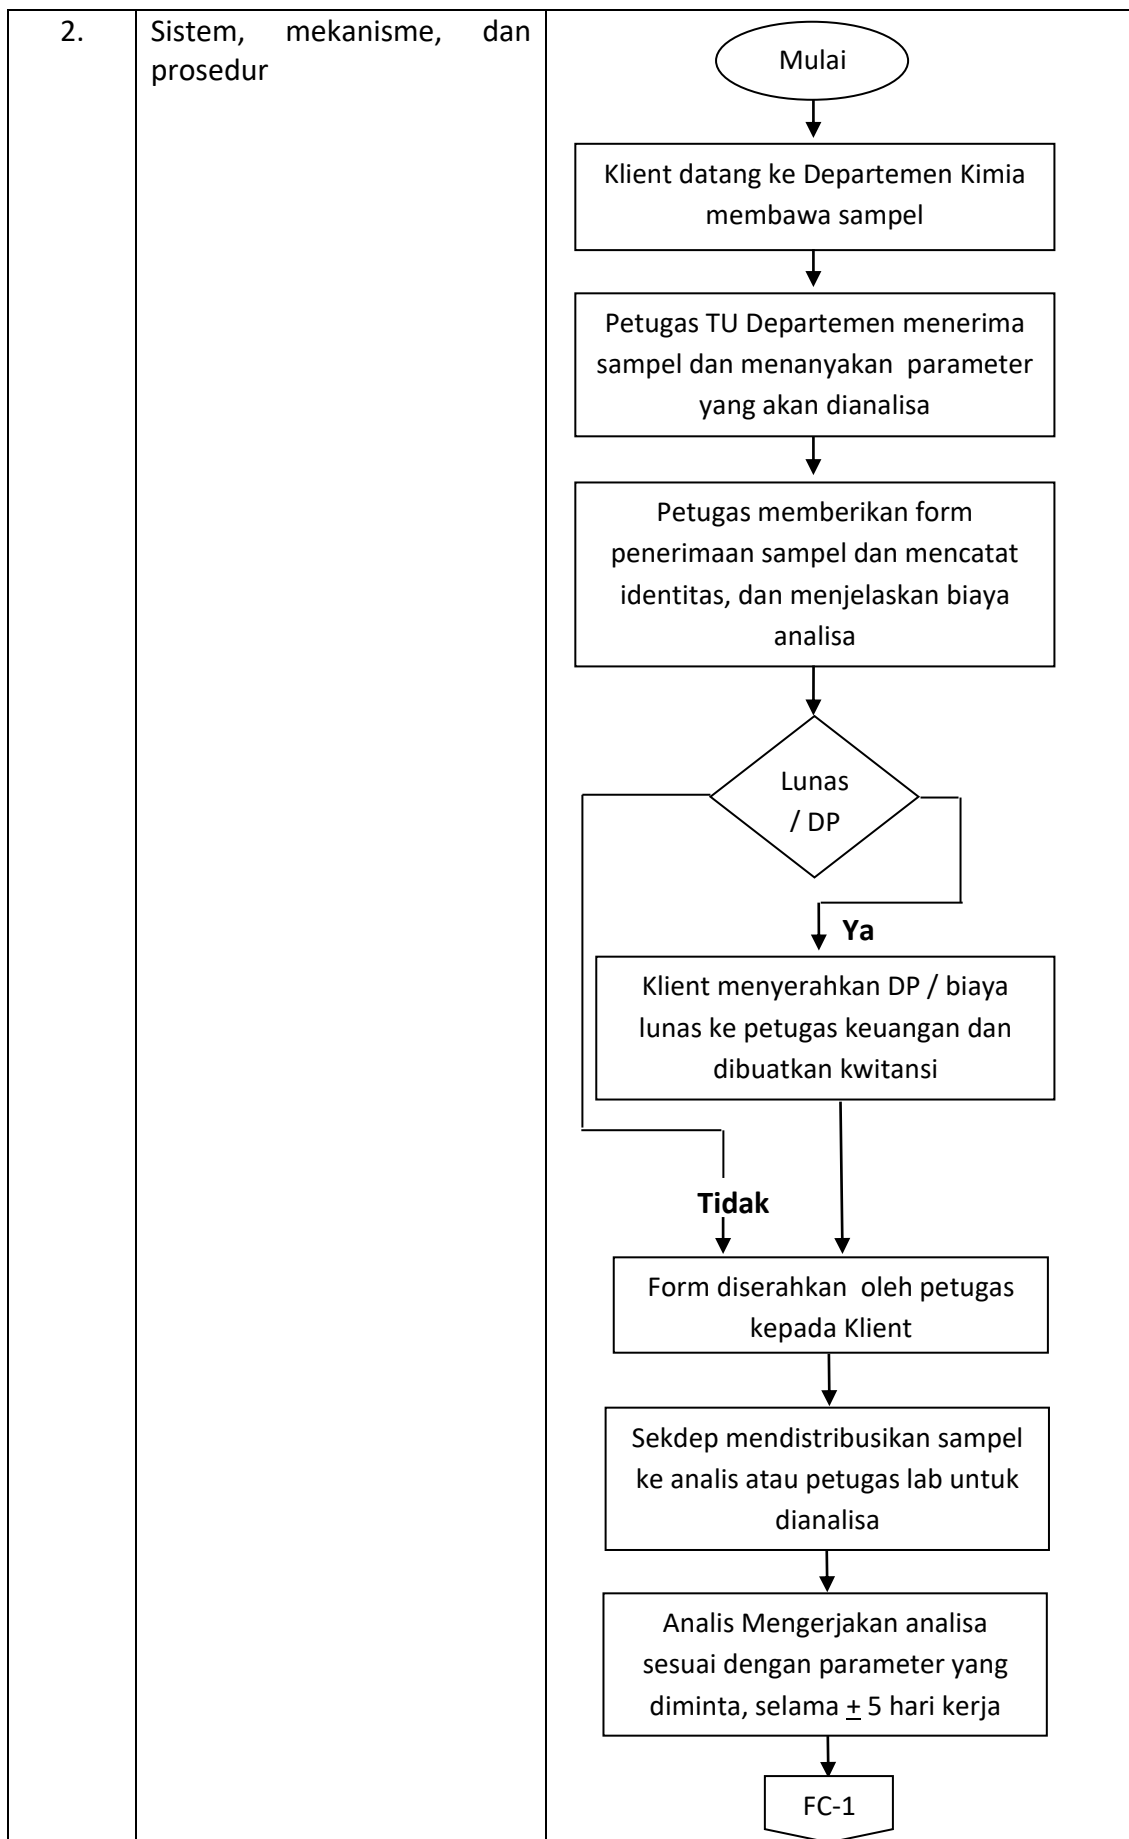 2.
Sistem, mekanisme, dan
prosedur
Mulai
Klient datang ke Departemen Kimia
membawa sampel
Petugas TU Departemen menerima
sampel dan menanyakan parameter
yang akan dianalisa
Petugas memberikan form
penerimaan sampel dan mencatat
identitas, dan menjelaskan biaya
analisa
Lunas
/ DP
Ya
Klient menyerahkan DP / biaya
lunas ke petugas keuangan dan
dibuatkan kwitansi
Tidak
Form diserahkan oleh petugas
kepada Klient
Sekdep mendistribusikan sampel
ke analis atau petugas lab untuk
dianalisa
Analis Mengerjakan analisa
sesuai dengan parameter yang
diminta, selama + 5 hari kerja
FC-1